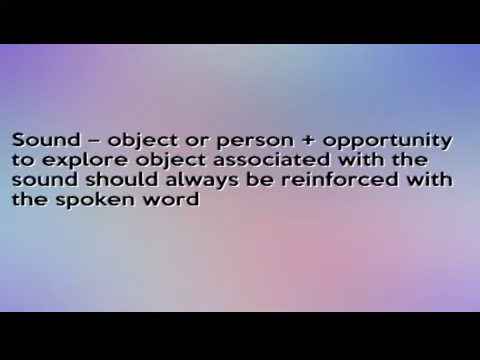 Sound – object or person + opportunity
to explore object associated with the
sound should always be reinforced with
the spoken word